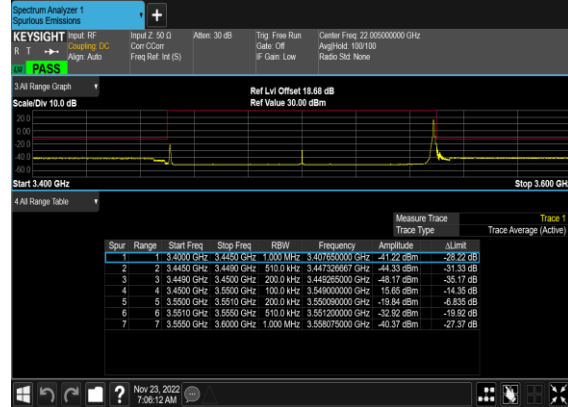 Spectrum Analyzer 1
Spurious Emissions
KEYSIGHT Input: RF Input Z: 50 Ω Atten: 30 dB Trig: Free Run Center Freq: 22.005000000 GHz
R T Coupling: DC Corr CCorr Gate: Off Avg|Hold: 100/100
Align: Auto Freq Ref: Int (S) IF Gain: Low Radio Std: None
PASS
3 All Range Graph Ref Lvl Offset 18.68 dB
Scale/Div 10.0 dB Ref Value 30.00 dBm
20.0
0.00
-20.0
-40.0
-60.0
Start 3.400 GHz Stop 3.600 GHz
4 All Range Table
Measure Trace Trace 1
Trace Type Trace Average (Active)
Spur Range Start Freq Stop Freq RBW Frequency Amplitude ΔLimit
1 1 3.4000 GHz 3.4450 GHz 1.000 MHz 3.407650000 GHz -41.22 dBm -28.22 dB
2 2 3.4450 GHz 3.4490 GHz 510.0 kHz 3.447326667 GHz -44.33 dBm -31.33 dB
3 3 3.4490 GHz 3.4500 GHz 200.0 kHz 3.449265000 GHz -48.17 dBm -35.17 dB
4 4 3.4500 GHz 3.5500 GHz 100.0 kHz 3.549000000 GHz 15.65 dBm -14.35 dB
5 5 3.5500 GHz 3.5510 GHz 200.0 kHz 3.550090000 GHz -19.84 dBm -6.835 dB
6 6 3.5510 GHz 3.5550 GHz 510.0 kHz 3.551200000 GHz -32.92 dBm -19.92 dB
7 7 3.5550 GHz 3.6000 GHz 1.000 MHz 3.558075000 GHz -40.37 dBm -27.37 dB
Nov 23, 2022
7:06:12 AM